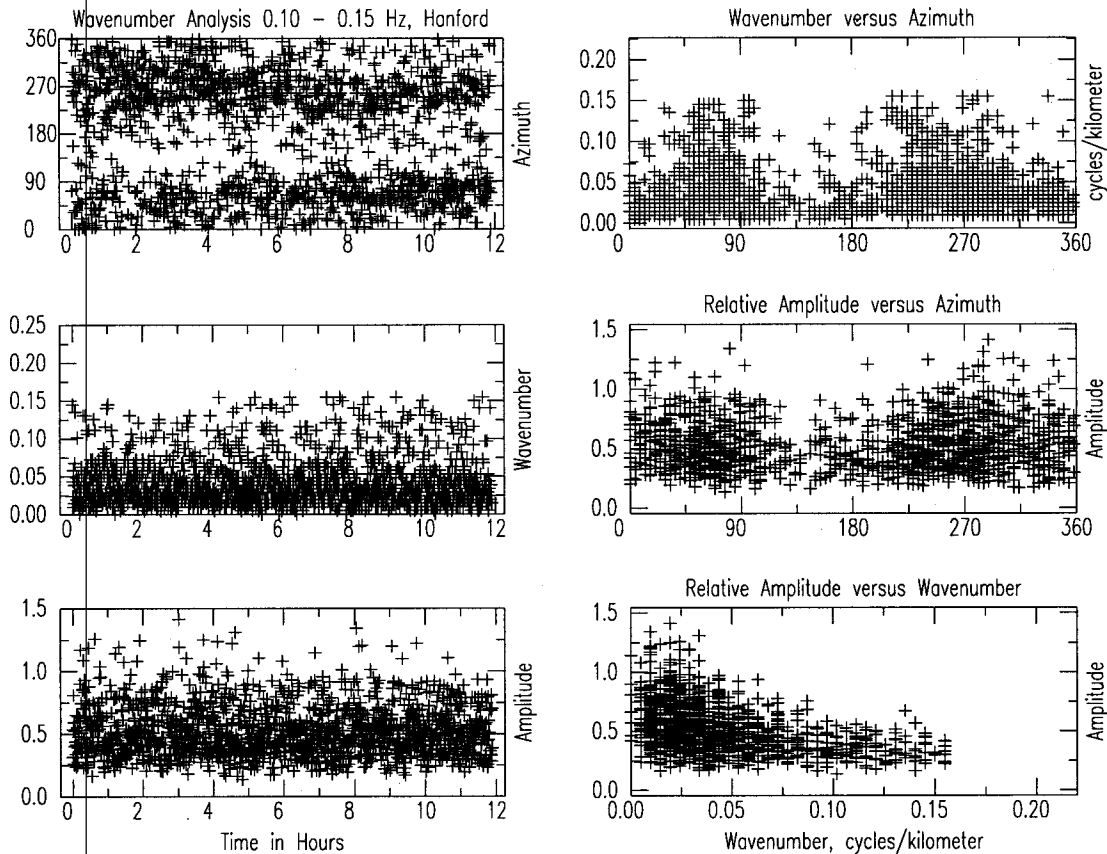 Wavenumber Analysis 0.10 – 0.15 Hz, Hanford
360
270
180
90
0
Azimuth
0 2 4 6 8 10 12
Wavenumber versus Azimuth
0.20
0.15
0.10
0.05
0.00
cycles/kilometer
0 90 180 270 360
0.25
0.20
0.15
0.10
0.05
0.00
Wavenumber
0 2 4 6 8 10 12
Relative Amplitude versus Azimuth
1.5
1.0
0.5
0.0
Amplitude
0 90 180 270 360
1.5
1.0
0.5
0.0
Amplitude
0 2 4 6 8 10 12
Time in Hours
Relative Amplitude versus Wavenumber
1.5
1.0
0.5
0.0
Amplitude
0.00 0.05 0.10 0.15 0.20
Wavenumber, cycles/kilometer